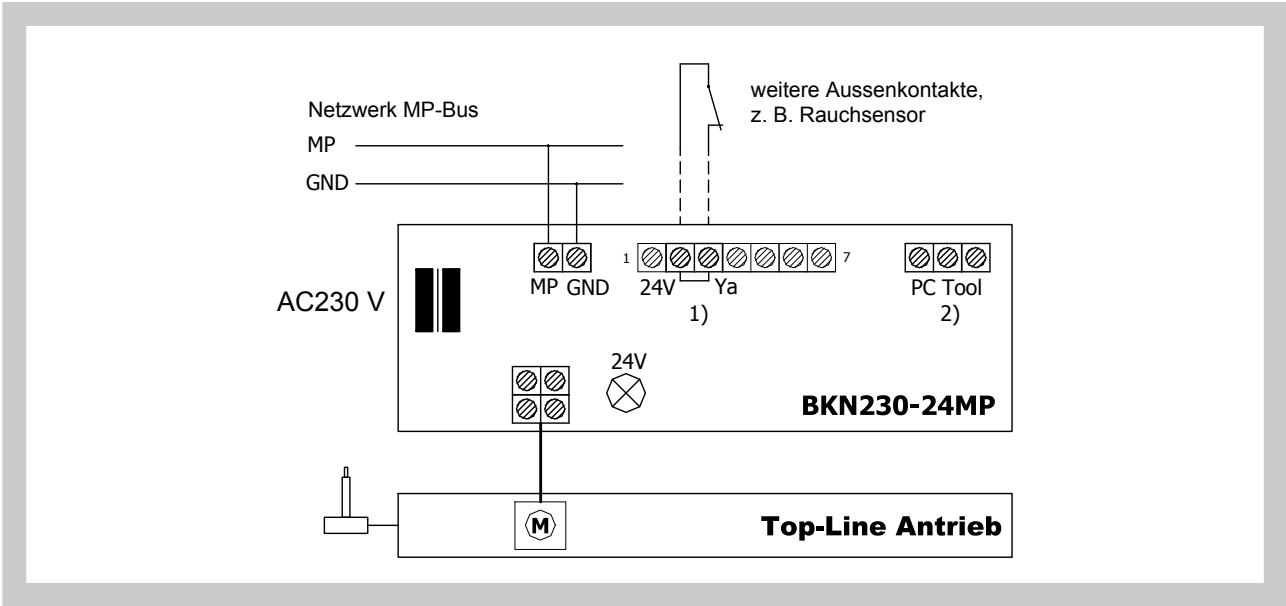 Netzwerk MP-Bus
weitere Aussenkontakte,
z. B. Rauchsensor
MP
GND
AC230 V
1
7
MP GND
24V
Ya
PC Tool
1)
2)
24V
BKN230-24MP
M
Top-Line Antrieb